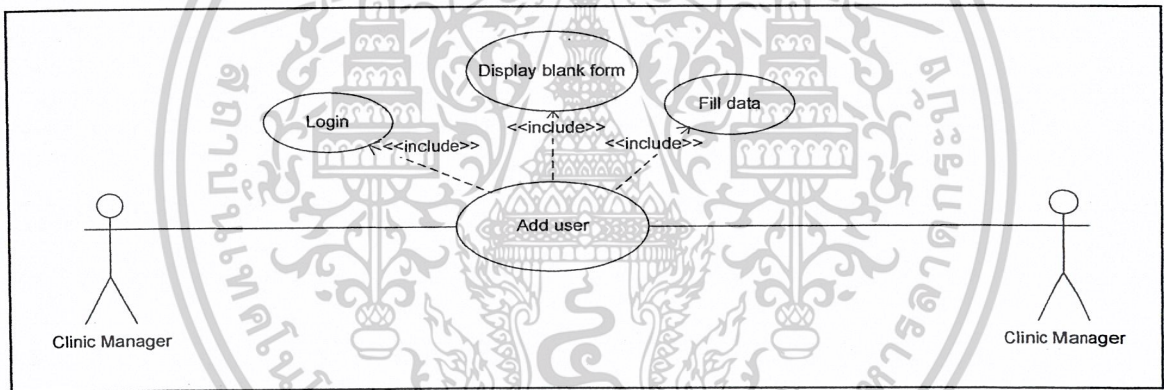 Display blank form
Fill data
Login
<<include>>
<<include>>
<<include>>
Add user
Clinic Manager
Clinic Manager